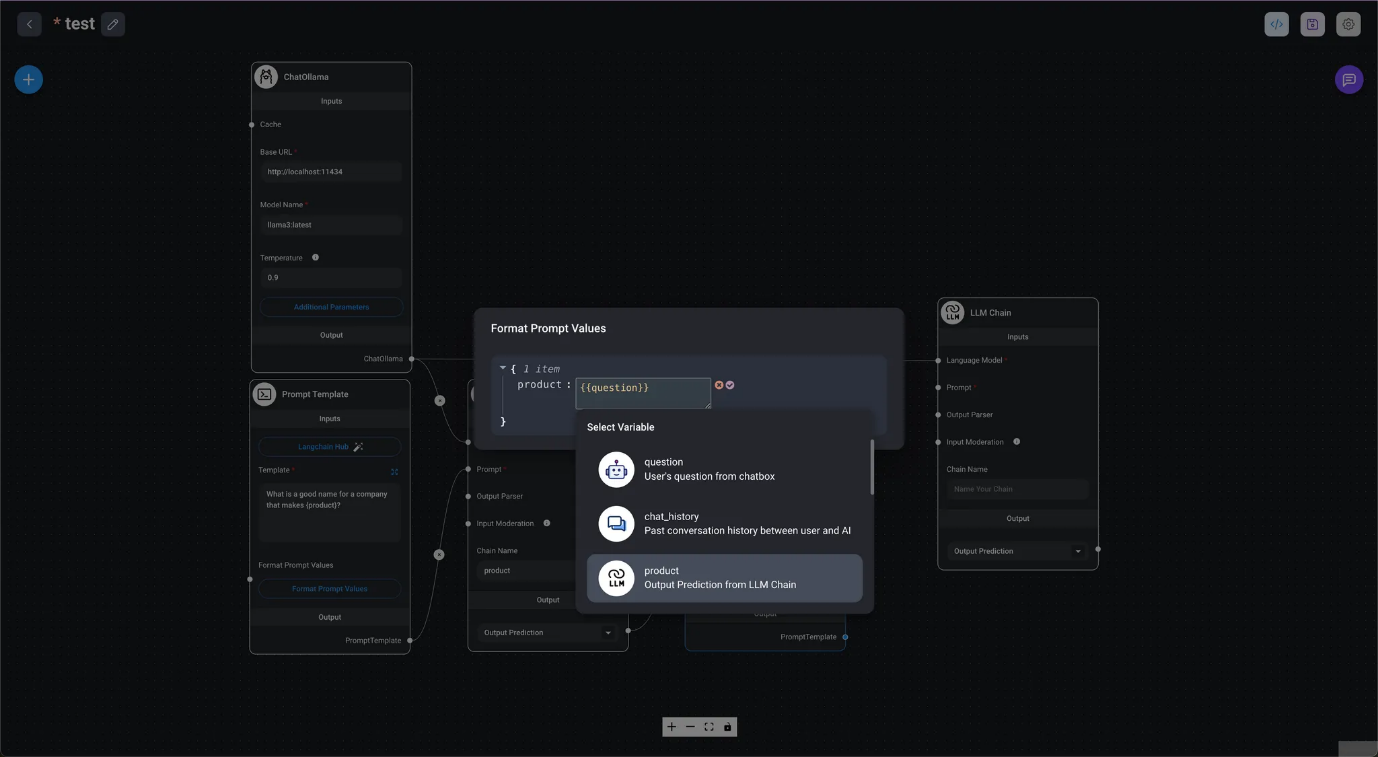 * test
ChatOllama
Inputs
Cache
Base URL *
http://localhost:11434
Model Name *
llama3:latest
Temperature
0.9
Additional Parameters
Output
ChatOllama
Prompt Template
Inputs
Langchain Hub
Template *
What is a good name for a company
that makes {product}?
Format Prompt Values
Format Prompt Values
Output
PromptTemplate
Prompt *
Output Parser
Input Moderation
Chain Name
product
Output
Output Prediction
Format Prompt Values
{ 1 item
product : {{question}}
}
Select Variable
question
User's question from chatbox
chat_history
Past conversation history between user and AI
LLM
product
Output Prediction from LLM Chain
Output
PromptTemplate
LLM
LLM Chain
Inputs
Language Model *
Prompt *
Output Parser
Input Moderation
Chain Name
Name Your Chain
Output
Output Prediction